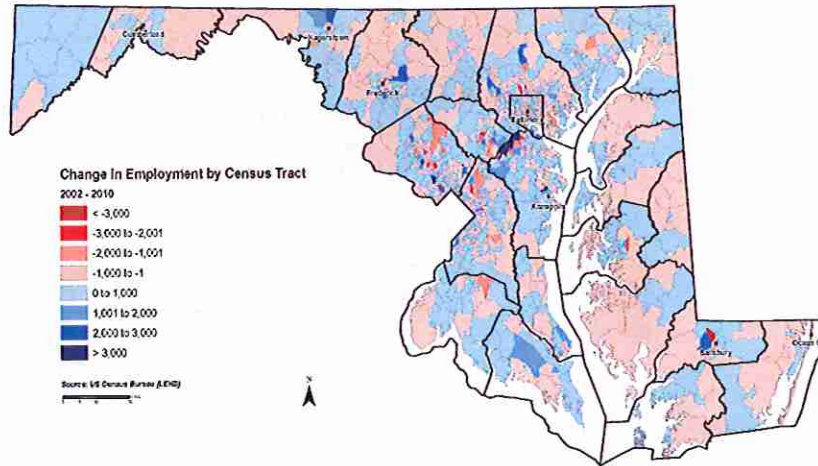 Cumberland
Hagerstown
Frederick
Baltimore
Annapolis
Change in Employment by Census Tract
2002 - 2010
< -3,000
-3,000 to -2,001
-2,000 to -1,001
-1,000 to -1
0 to 1,000
1,001 to 2,000
2,000 to 3,000
> 3,000
Salisbury
Ocean
Source: US Census Bureau (LEHD)
N